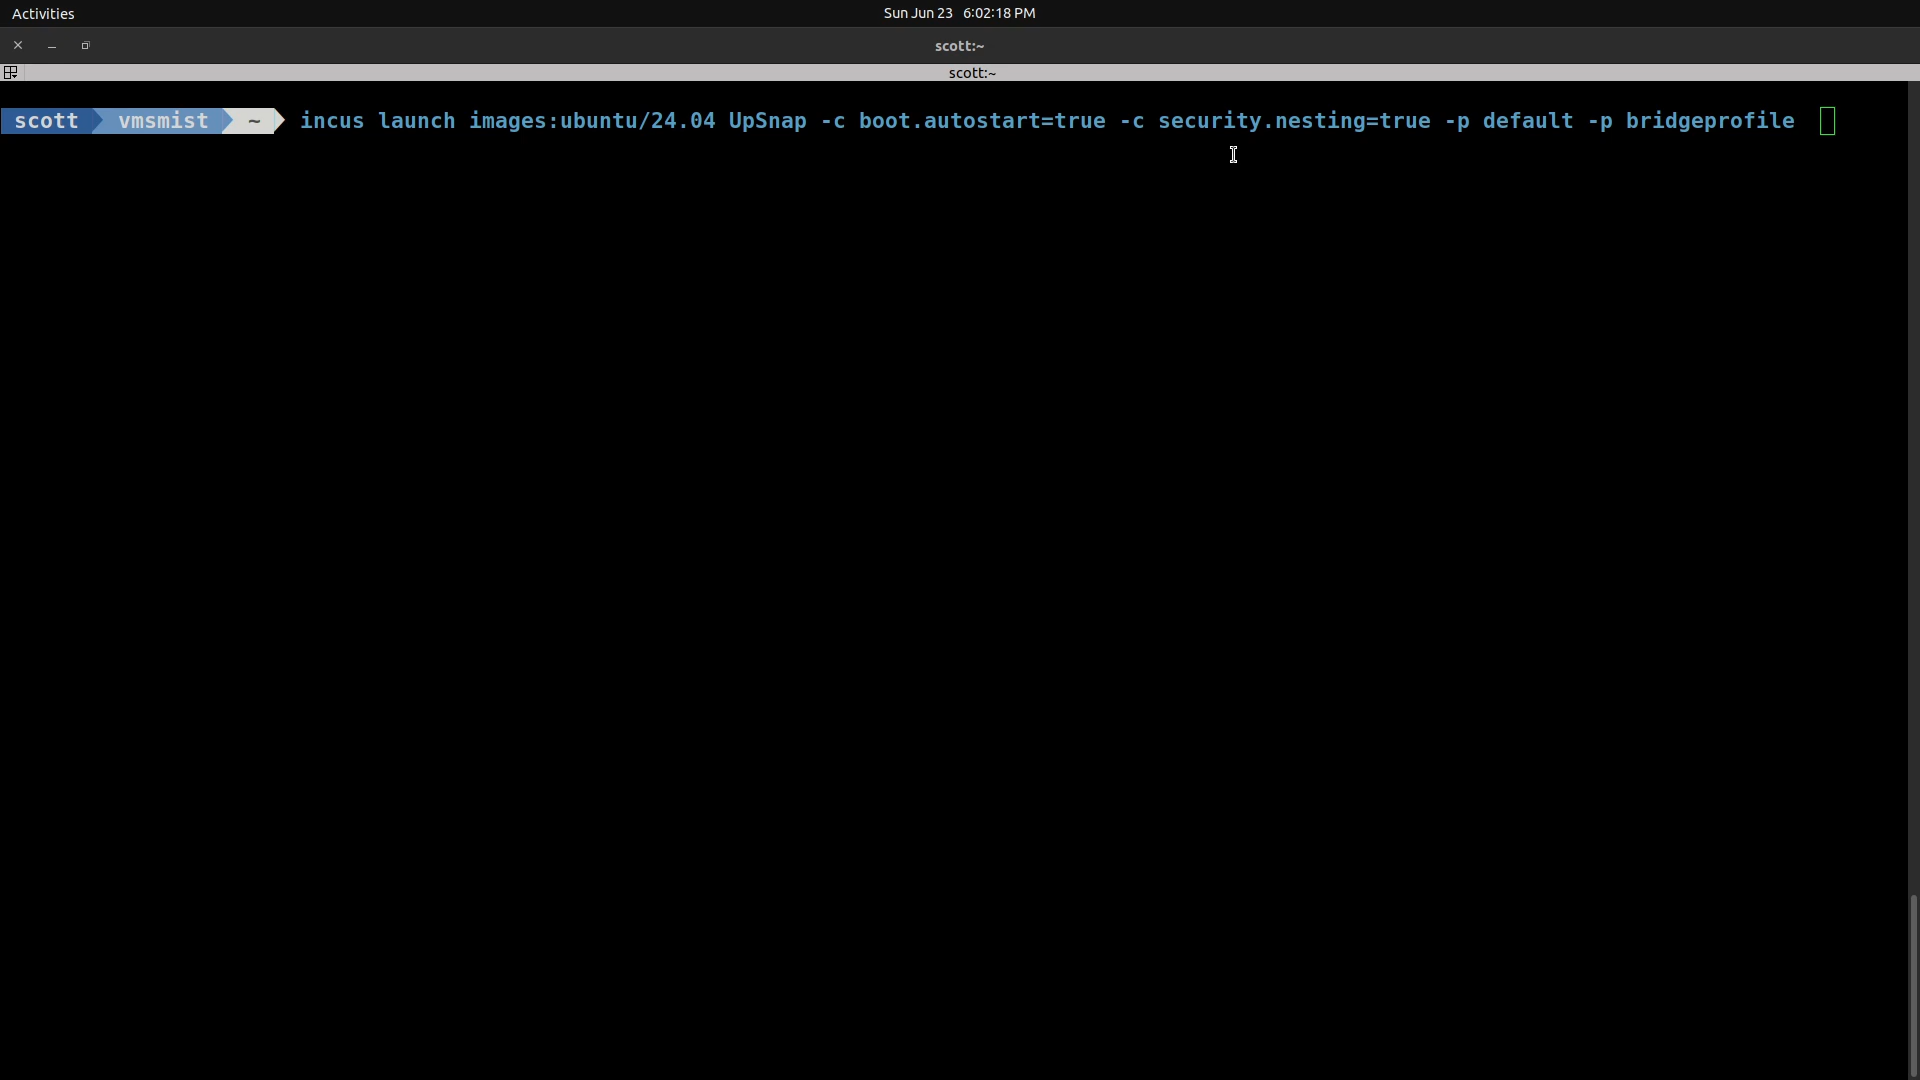 Activities
Sun Jun 23 6:02:18 PM
scott:~
scott:~
scott vmsmist ~ incus launch images:ubuntu/24.04 UpSnap -c boot.autostart=true -c security.nesting=true -p default -p bridgeprofile